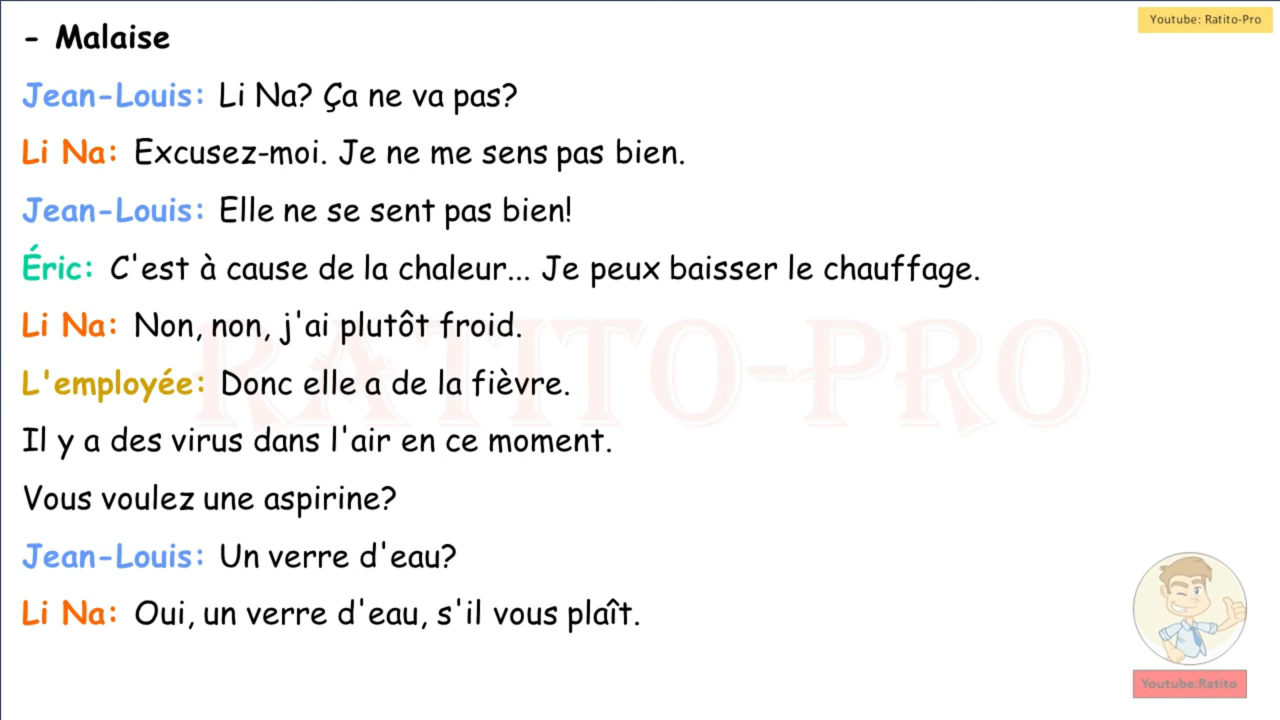 Youtube: Ratito-Pro
- Malaise
Jean-Louis: Li Na? Ça ne va pas?
Li Na: Excusez-moi. Je ne me sens pas bien.
Jean-Louis: Elle ne se sent pas bien!
Éric: C'est à cause de la chaleur... Je peux baisser le chauffage.
Li Na: Non, non, j'ai plutôt froid.
RATITO-PRO
L'employée: Donc elle a de la fièvre.
Il y a des virus dans l'air en ce moment.
Vous voulez une aspirine?
Jean-Louis: Un verre d'eau?
Li Na: Oui, un verre d'eau, s'il vous plaît.
Youtube:Ratito